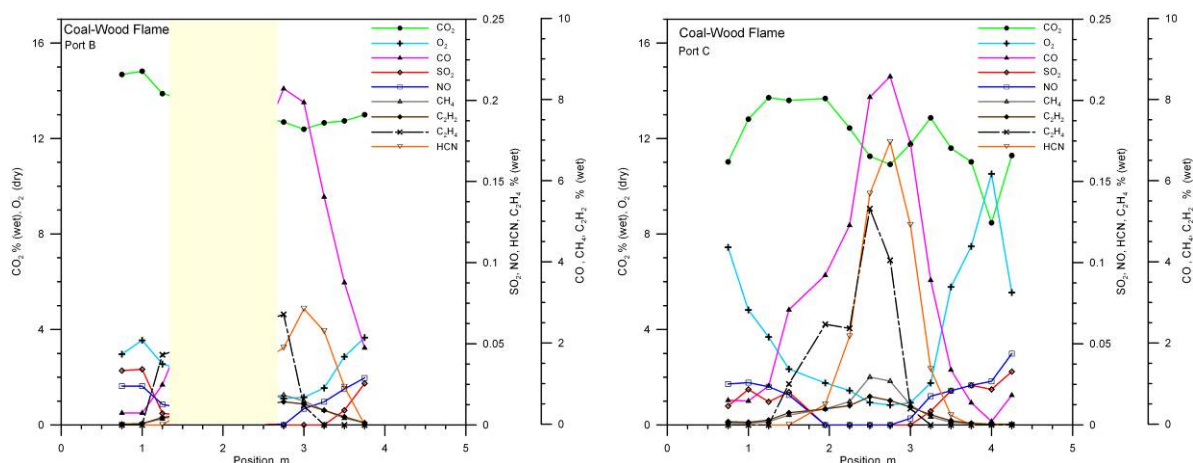 Coal-Wood Flame
Port B
16
12
8
4
0
CO2 % (wet), O2 (dry)
0 1 2 3 4 5
Position, m
CO2
O2
CO
SO2
NO
CH4
C2H2
C2H4
HCN
0.25
0.2
0.15
0.1
0.05
0
SO2, NO, HCN, C2H4 % (wet)
10
8
6
4
2
0
CO, CH4, C2H2 % (wet)
Coal-Wood Flame
Port C
16
12
8
4
0
CO2 % (wet), O2 (dry)
0 1 2 3 4 5
Position, m
CO2
O2
CO
SO2
NO
CH4
C2H2
C2H4
HCN
0.25
0.2
0.15
0.1
0.05
0
SO2, NO, HCN, C2H4 % (wet)
10
8
6
4
2
0
CO, CH4, C2H2 % (wet)